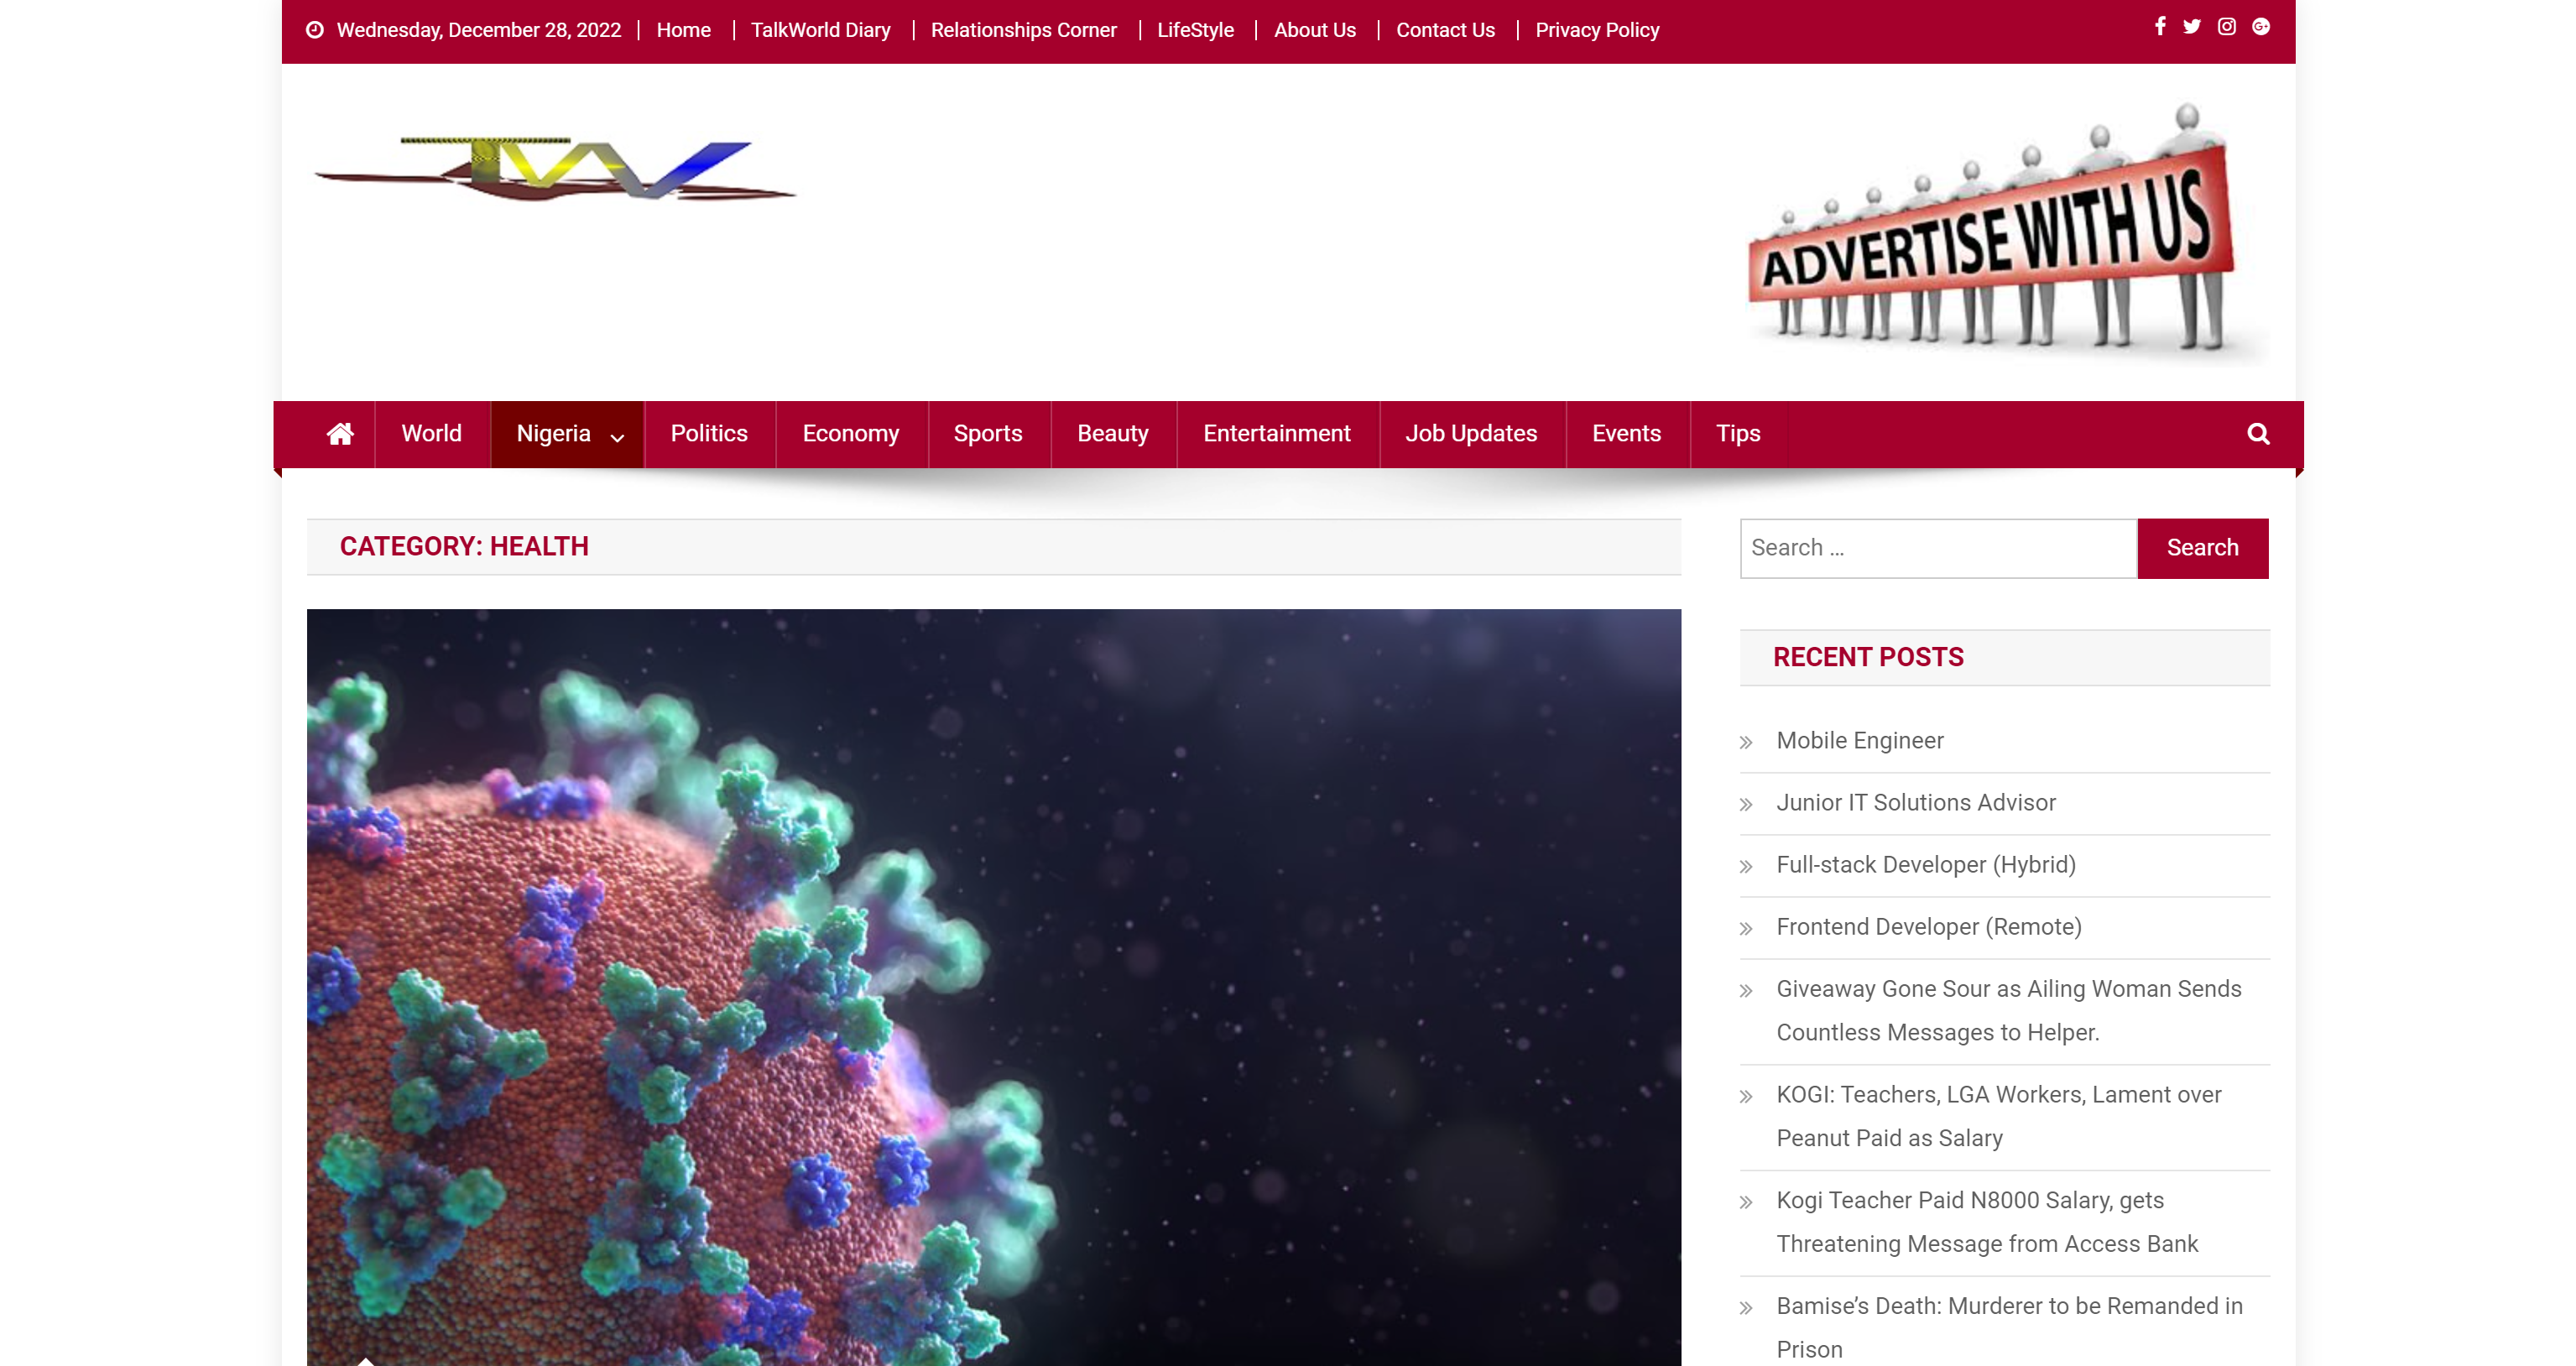 Wednesday, December 28, 2022
Home
TalkWorld Diary
Relationships Corner
LifeStyle
About Us
Contact Us
Privacy Policy
TW
ADVERTISE WITH US
World
Nigeria
Politics
Economy
Sports
Beauty
Entertainment
Job Updates
Events
Tips
CATEGORY: HEALTH
Search …
Search
RECENT POSTS
Mobile Engineer
Junior IT Solutions Advisor
Full-stack Developer (Hybrid)
Frontend Developer (Remote)
Giveaway Gone Sour as Ailing Woman Sends
Countless Messages to Helper.
KOGI: Teachers, LGA Workers, Lament over
Peanut Paid as Salary
Kogi Teacher Paid N8000 Salary, gets
Threatening Message from Access Bank
Bamise’s Death: Murderer to be Remanded in
Prison